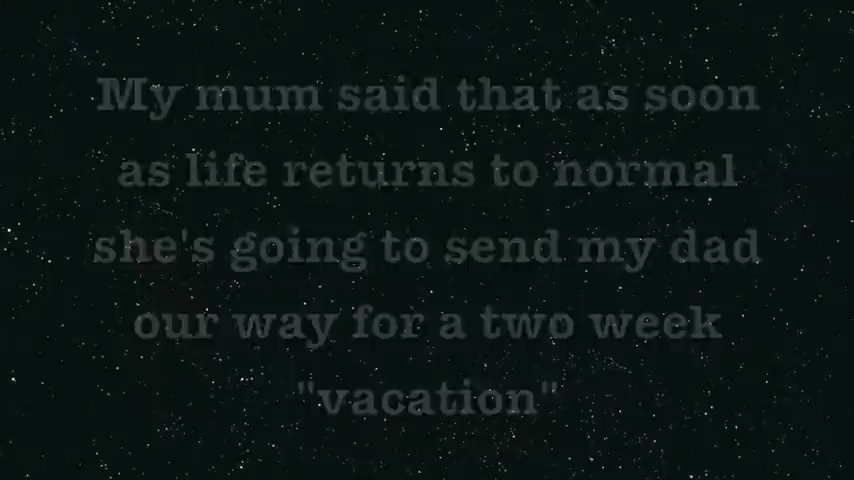 My mum said that as soon
as life returns to normal
she's going to send my dad
our way for a two week
"vacation"